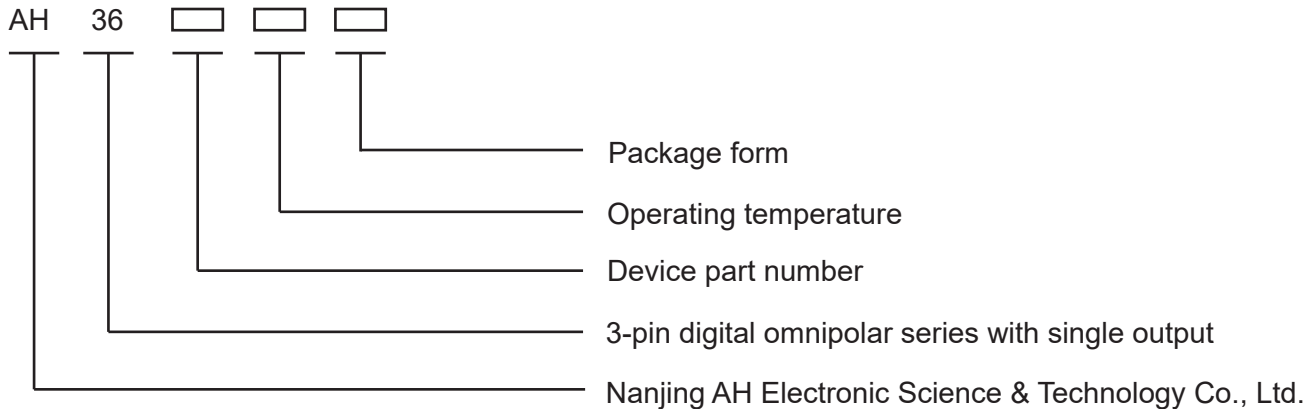 AH 36
Package form
Operating temperature
Device part number
3-pin digital omnipolar series with single output
Nanjing AH Electronic Science & Technology Co., Ltd.